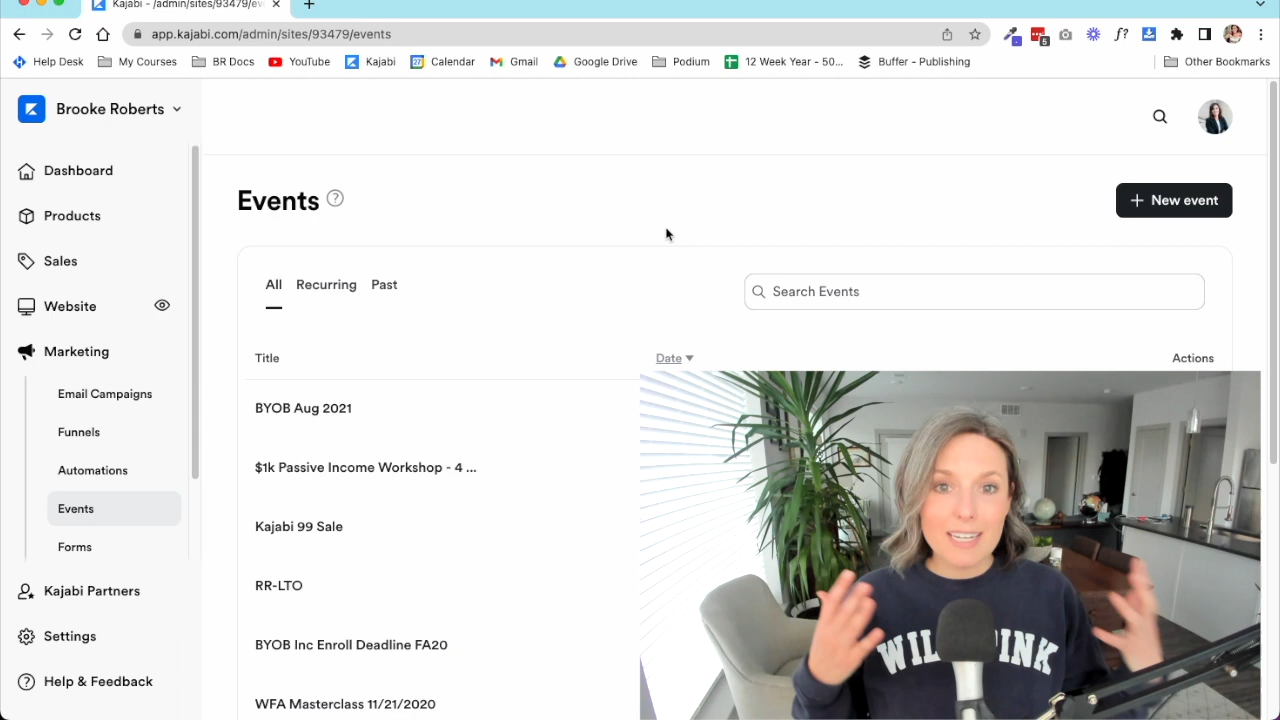 Kajabi - /admin/sites/93479/eve
app.kajabi.com/admin/sites/93479/events
5
f?
Help Desk My Courses BR Docs YouTube Kajabi Calendar Gmail Google Drive Podium 12 Week Year - 50... Buffer - Publishing Other Bookmarks
Brooke Roberts
Dashboard
Products
Sales
Website
Marketing
Email Campaigns
Funnels
Automations
Events
Forms
Kajabi Partners
Settings
Help & Feedback
Events ?
+ New event
All Recurring Past
Search Events
Title Date Actions
BYOB Aug 2021
$1k Passive Income Workshop - 4 ...
Kajabi 99 Sale
RR-LTO
BYOB Inc Enroll Deadline FA20
WFA Masterclass 11/21/2020